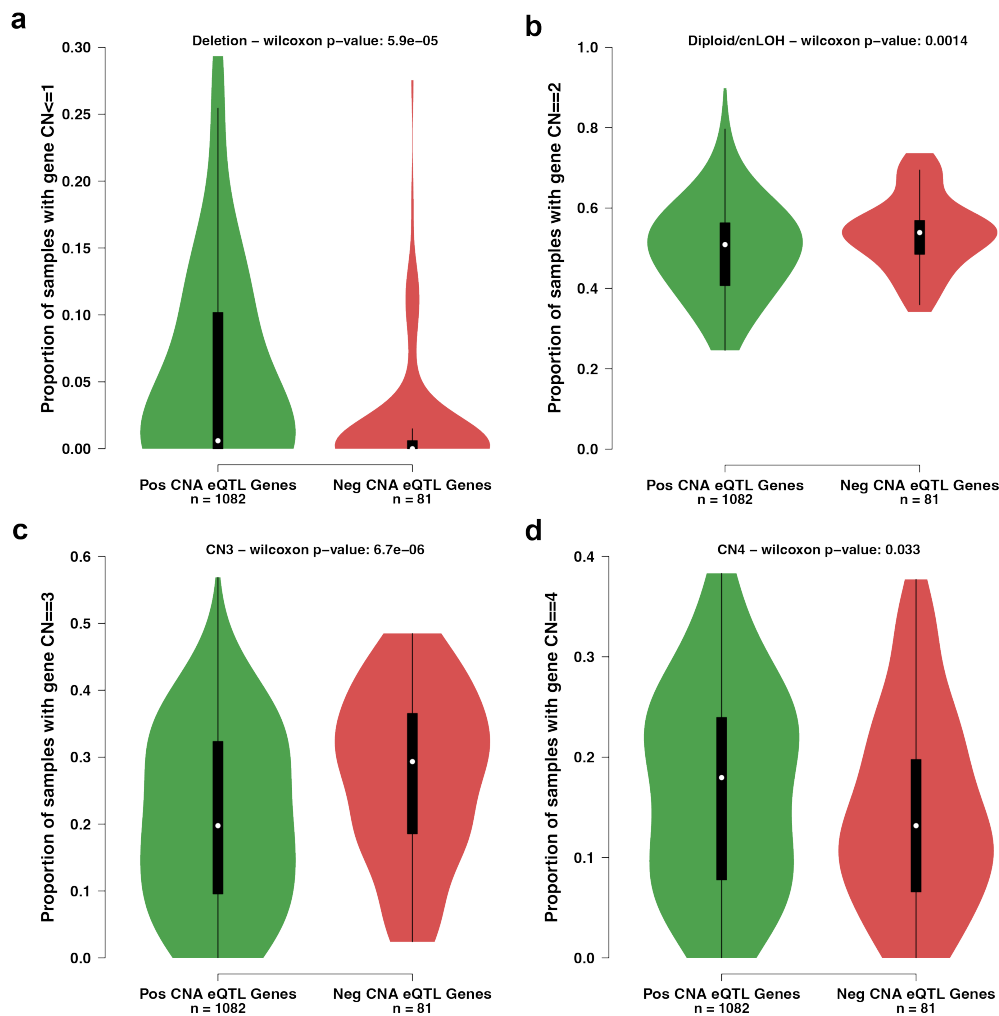 a
Deletion – wilcoxon p–value: 5.9e–05
Proportion of samples with gene CN<=1
0.30
0.25
0.20
0.15
0.10
0.05
0.00
Pos CNA eQTL Genes
n = 1082
Neg CNA eQTL Genes
n = 81
b
Diploid/cnLOH – wilcoxon p–value: 0.0014
Proportion of samples with gene CN==2
1.0
0.8
0.6
0.4
0.2
0.0
Pos CNA eQTL Genes
n = 1082
Neg CNA eQTL Genes
n = 81
c
CN3 – wilcoxon p–value: 6.7e–06
Proportion of samples with gene CN==3
0.6
0.5
0.4
0.3
0.2
0.1
0.0
Pos CNA eQTL Genes
n = 1082
Neg CNA eQTL Genes
n = 81
d
CN4 – wilcoxon p–value: 0.033
Proportion of samples with gene CN==4
0.4
0.3
0.2
0.1
0.0
Pos CNA eQTL Genes
n = 1082
Neg CNA eQTL Genes
n = 81